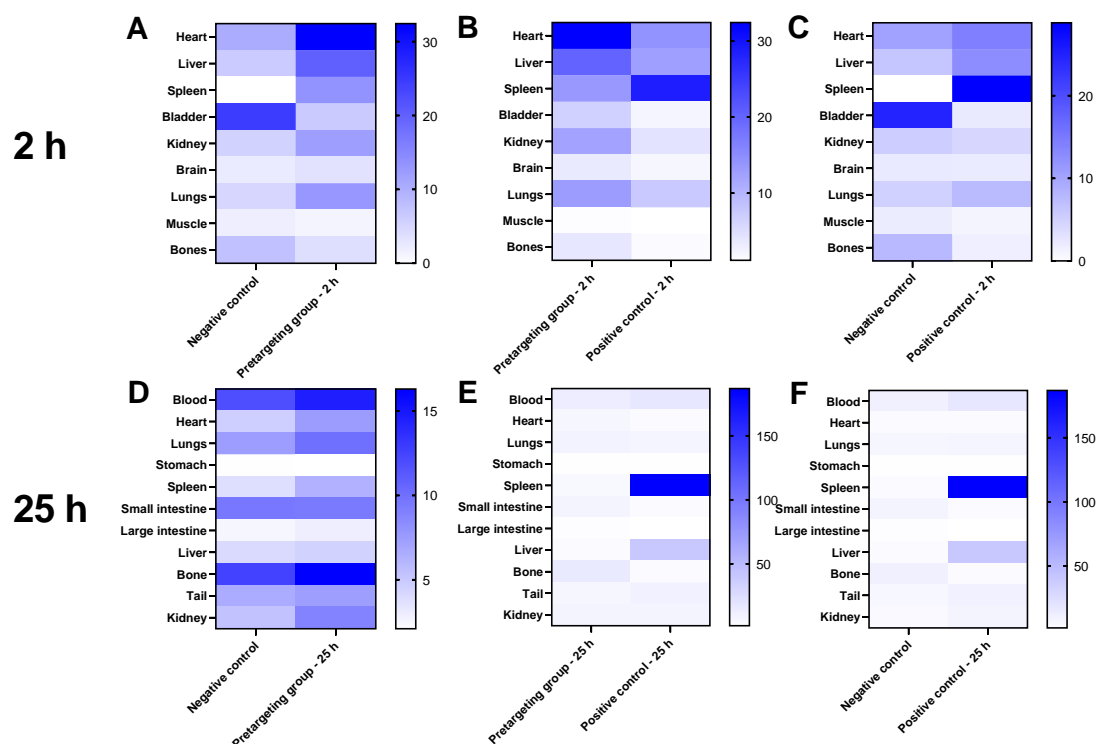 2 h
A
Heart
Liver
Spleen
Bladder
Kidney
Brain
Lungs
Muscle
Bones
30
20
10
0
Negative control
Pretargeting group - 2 h
B
Heart
Liver
Spleen
Bladder
Kidney
Brain
Lungs
Muscle
Bones
30
20
10
Pretargeting group - 2 h
Positive control - 2 h
C
Heart
Liver
Spleen
Bladder
Kidney
Brain
Lungs
Muscle
Bones
20
10
0
Negative control
Positive control - 2 h
25 h
D
Blood
Heart
Lungs
Stomach
Spleen
Small intestine
Large intestine
Liver
Bone
Tail
Kidney
15
10
5
Negative control
Pretargeting group - 25 h
E
Blood
Heart
Lungs
Stomach
Spleen
Small intestine
Large intestine
Liver
Bone
Tail
Kidney
150
100
50
Pretargeting group - 25 h
Positive control - 25 h
F
Blood
Heart
Lungs
Stomach
Spleen
Small intestine
Large intestine
Liver
Bone
Tail
Kidney
150
100
50
Negative control
Positive control - 25 h